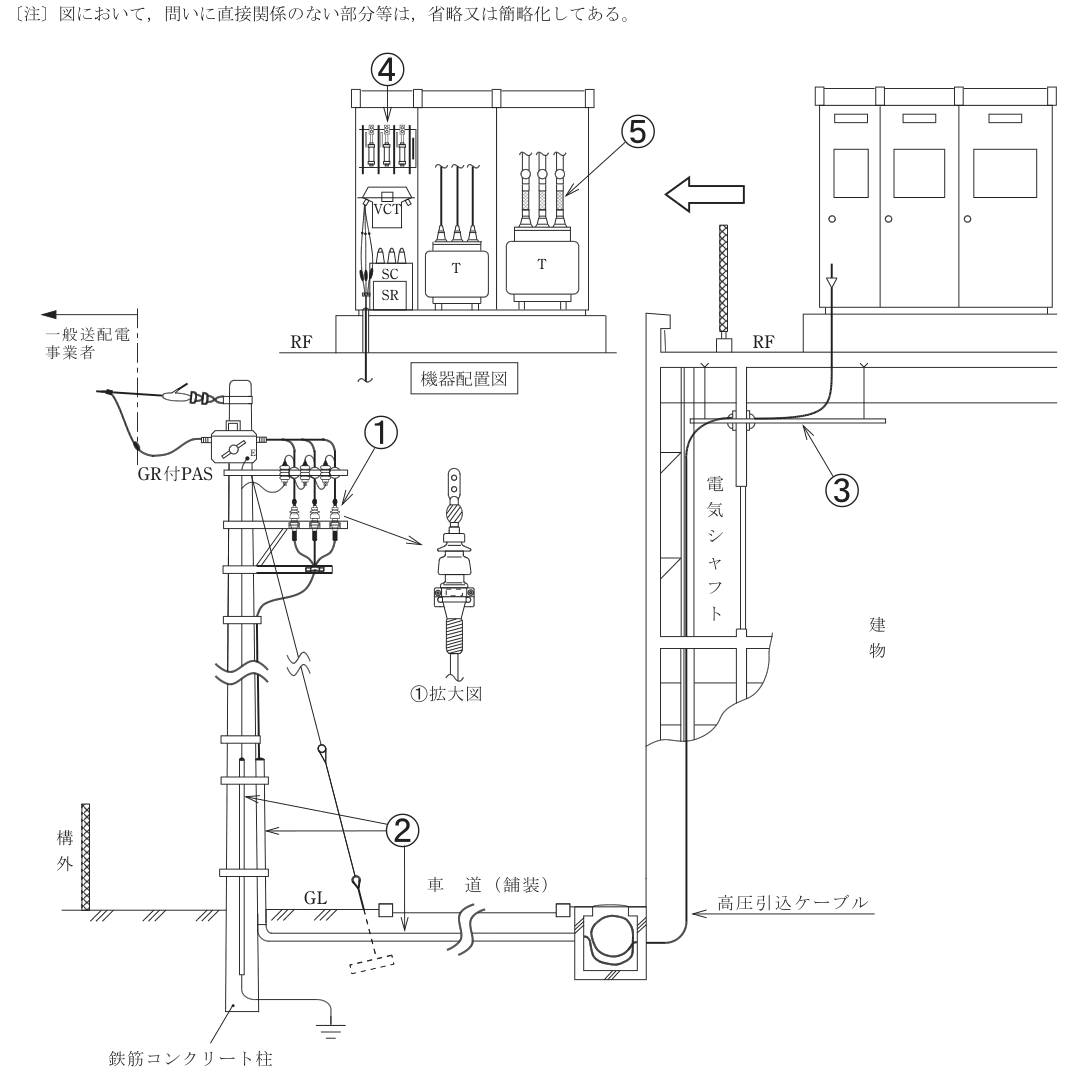 〔注〕図において，問いに直接関係のない部分等は，省略又は簡略化してある。
④
⑤
VCT
SC
SR
T
T
RF
機器配置図
RF
一般送配電
事業者
GR付PAS
E
①
①拡大図
③
電気シャフト
建物
②
構外
GL
車　道（舗装）
高圧引込ケーブル
鉄筋コンクリート柱